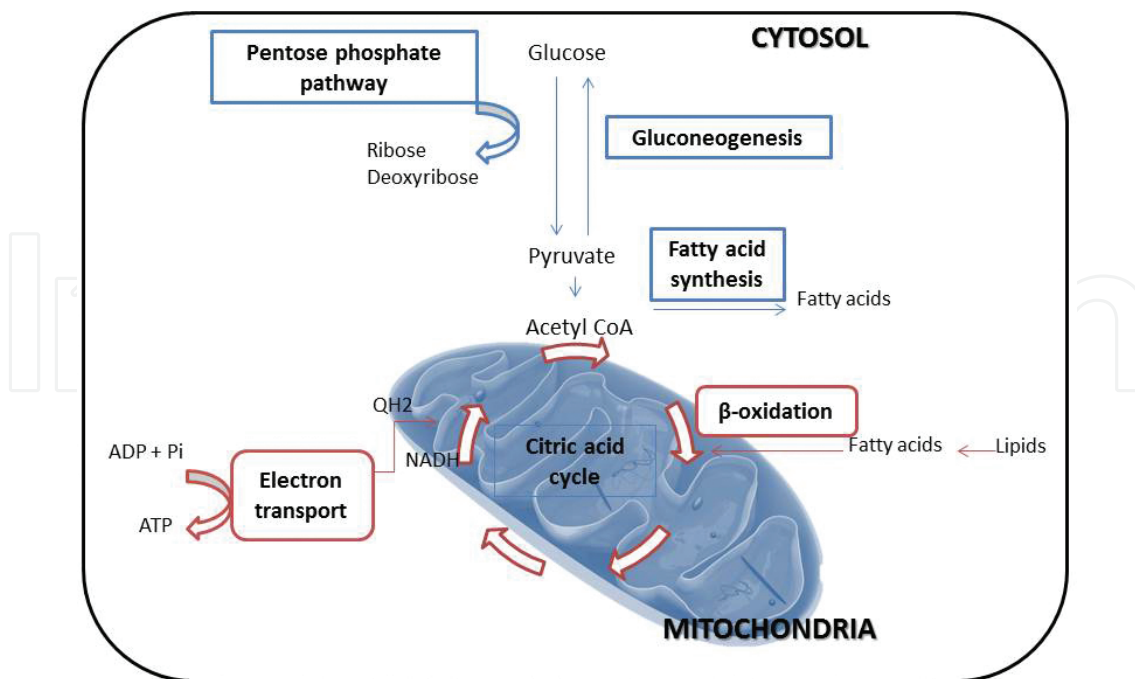 CYTOSOL
Pentose phosphate
pathway
Glucose
Gluconeogenesis
Ribose
Deoxyribose
Pyruvate
Fatty acid
synthesis
Fatty acids
Acetyl CoA
QH2
β-oxidation
ADP + Pi
NADH
Citric acid
cycle
Fatty acids
Lipids
Electron
transport
ATP
MITOCHONDRIA